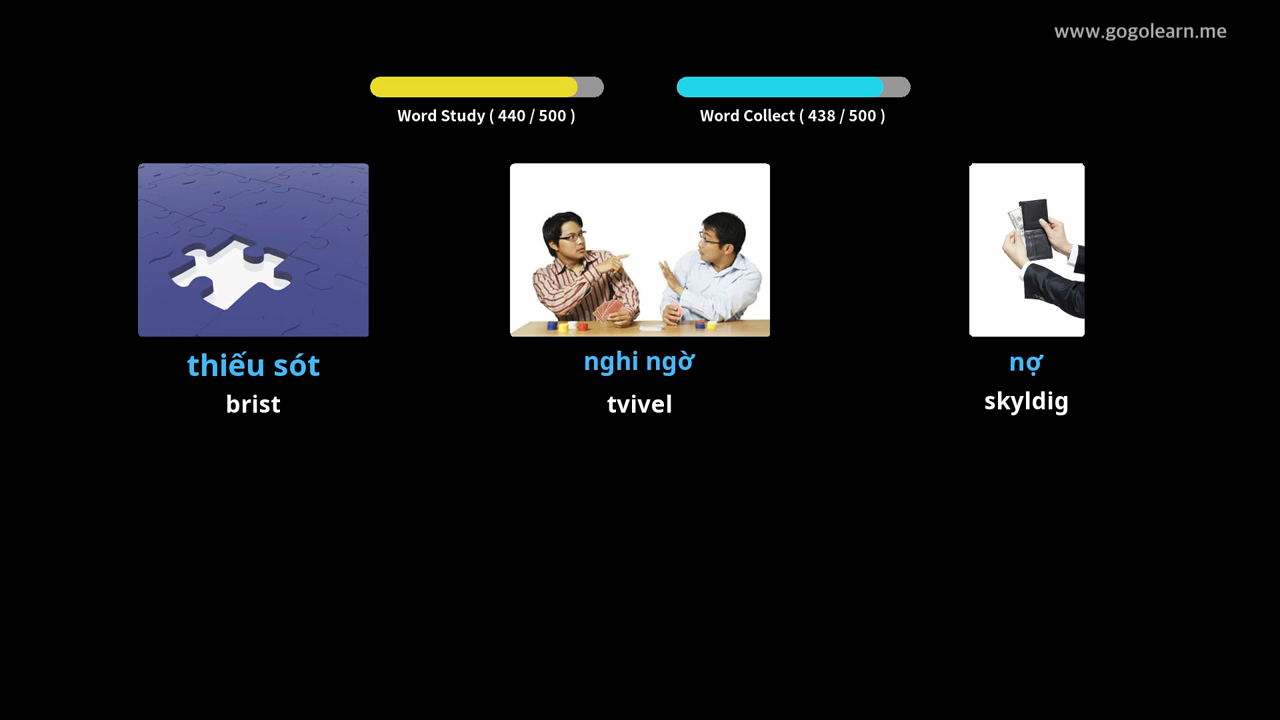 www.gogolearn.me
Word Study ( 440 / 500 )
Word Collect ( 438 / 500 )
thiếu sót
brist
nghi ngờ
tvivel
nợ
skyldig